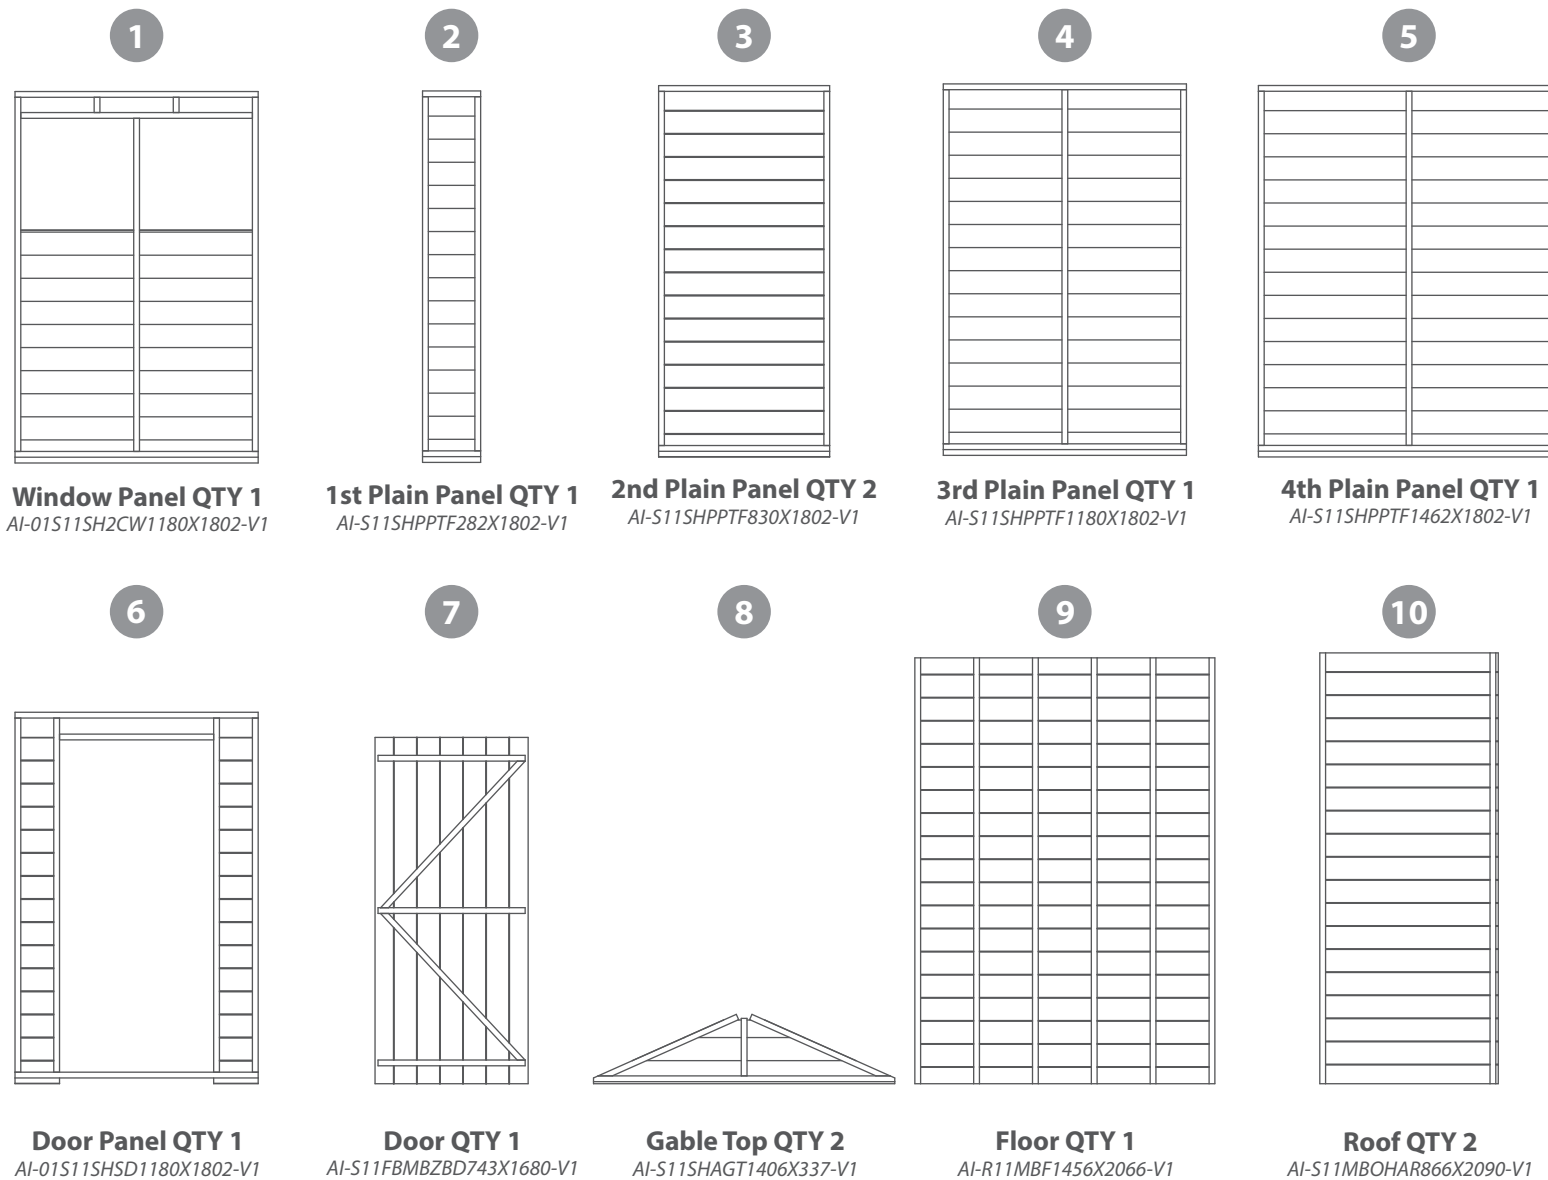 1
2
3
4
5
Window Panel QTY 1
AI-01S11SH2CW1180X1802-V1
1st Plain Panel QTY 1
AI-S11SHPPTF282X1802-V1
2nd Plain Panel QTY 2
AI-S11SHPPTF830X1802-V1
3rd Plain Panel QTY 1
AI-S11SHPPTF1180X1802-V1
4th Plain Panel QTY 1
AI-S11SHPPTF1462X1802-V1
6
7
8
9
10
Door Panel QTY 1
AI-01S11SHSD1180X1802-V1
Door QTY 1
AI-S11FBMBZBD743X1680-V1
Gable Top QTY 2
AI-S11SHAGT1406X337-V1
Floor QTY 1
AI-R11MBF1456X2066-V1
Roof QTY 2
AI-S11MBOHAR866X2090-V1